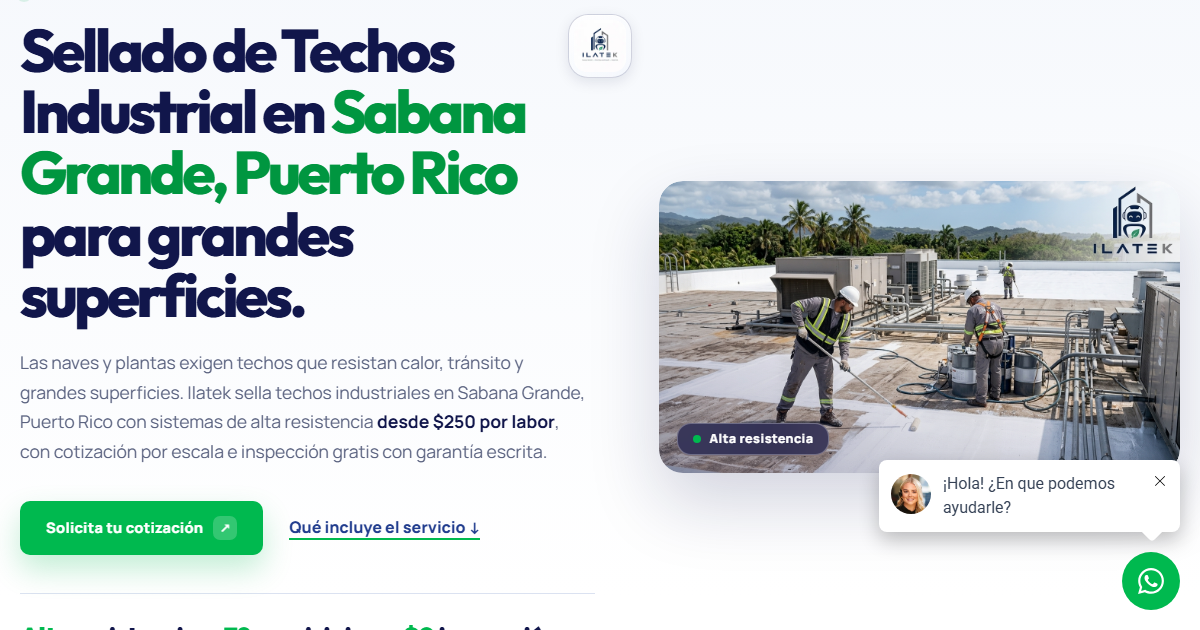 Sellado de Techos
Industrial en Sabana
Grande, Puerto Rico
para grandes
superficies.
Las naves y plantas exigen techos que resistan calor, tránsito y
grandes superficies. Ilatek sella techos industriales en Sabana Grande,
Puerto Rico con sistemas de alta resistencia desde $250 por labor,
con cotización por escala e inspección gratis con garantía escrita.
Solicita tu cotización ↗
Qué incluye el servicio ↓
ILATEK
ILATEK
Alta resistencia
¡Hola! ¿En que podemos
ayudarle?